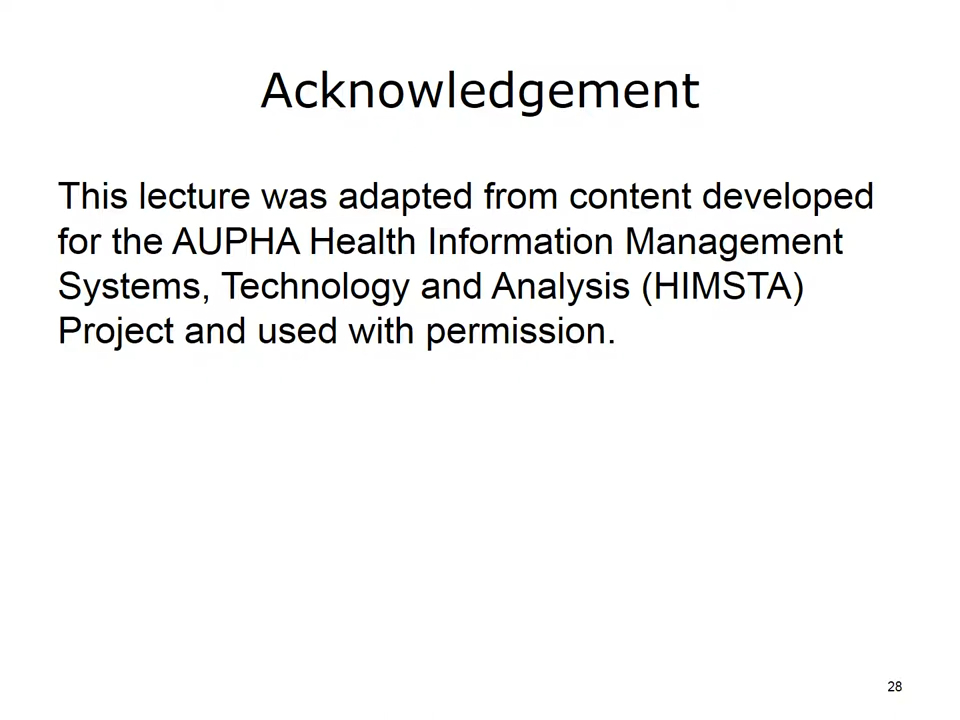 Acknowledgement
This lecture was adapted from content developed
for the AUPHA Health Information Management
Systems, Technology and Analysis (HIMSTA)
Project and used with permission.
28